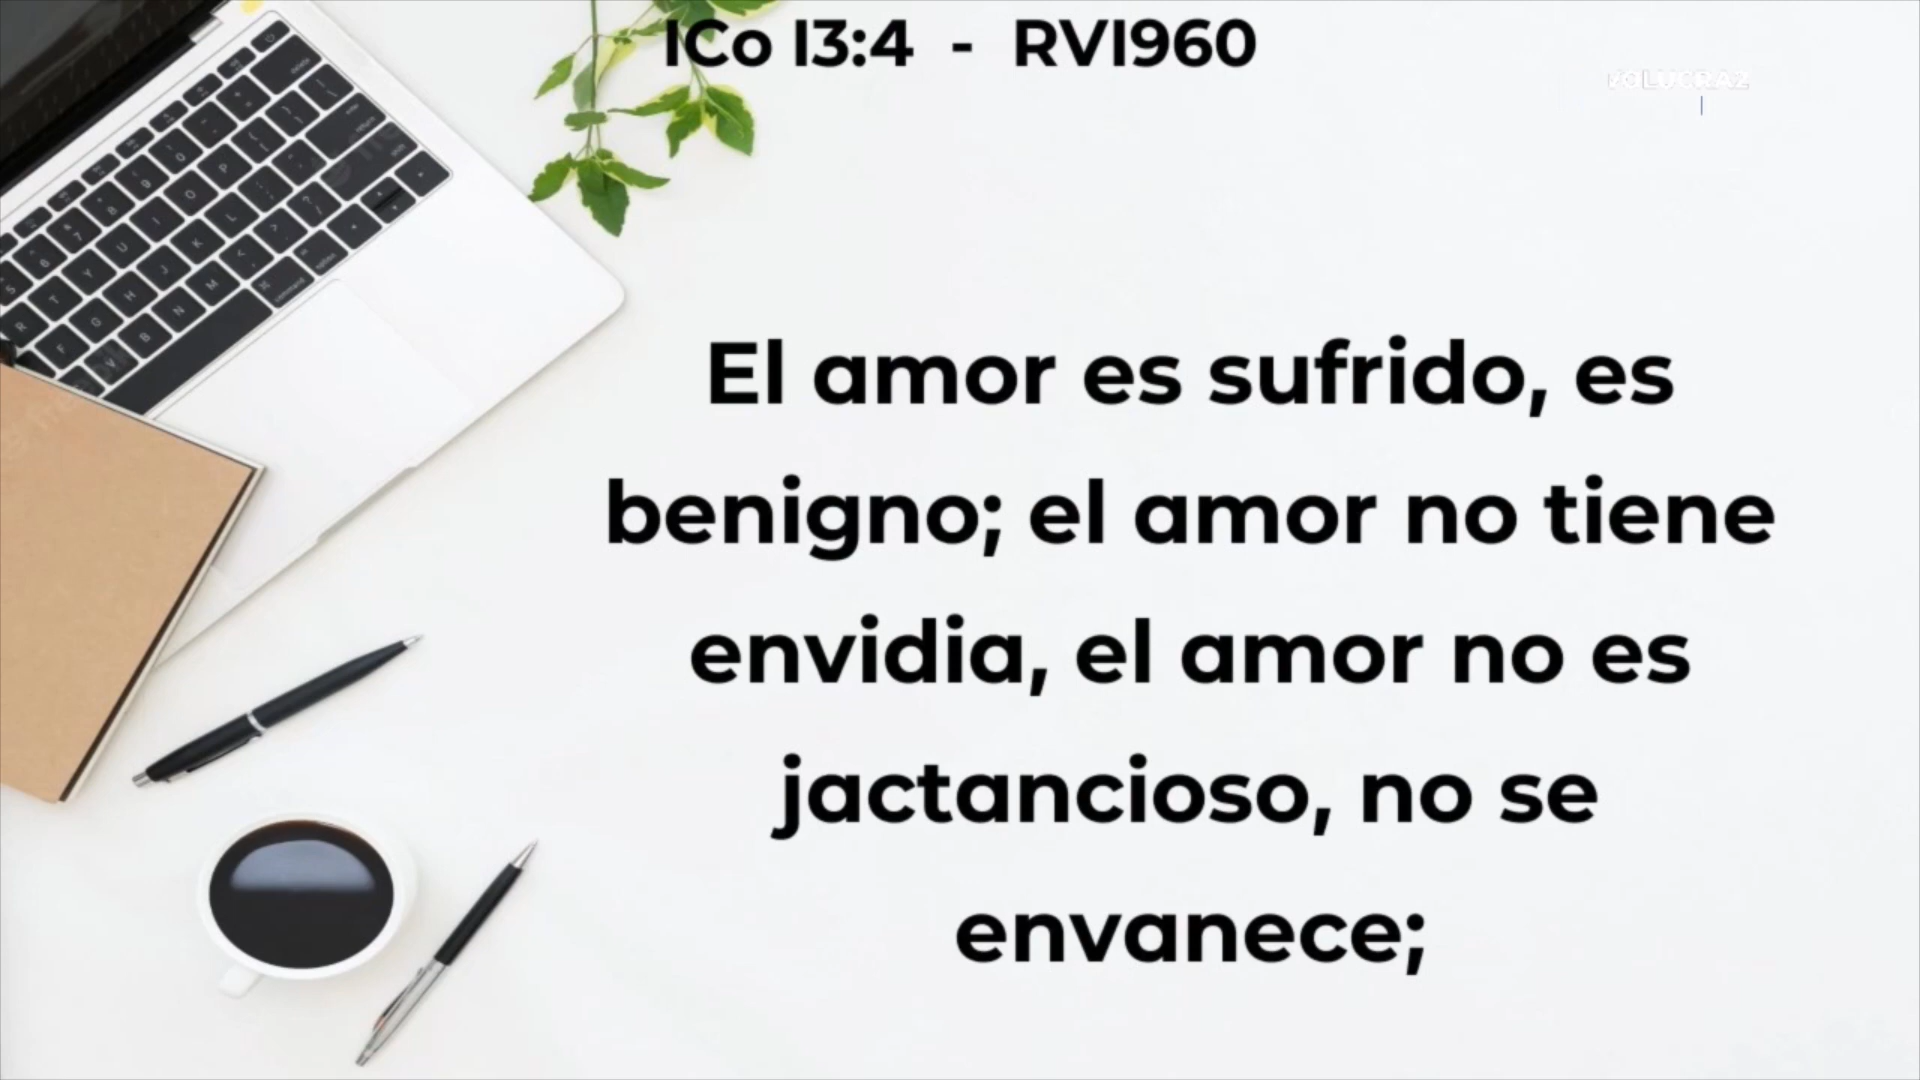 1Co 13:4 - RV1960
El amor es sufrido, es
benigno; el amor no tiene
envidia, el amor no es
jactancioso, no se
envanece;